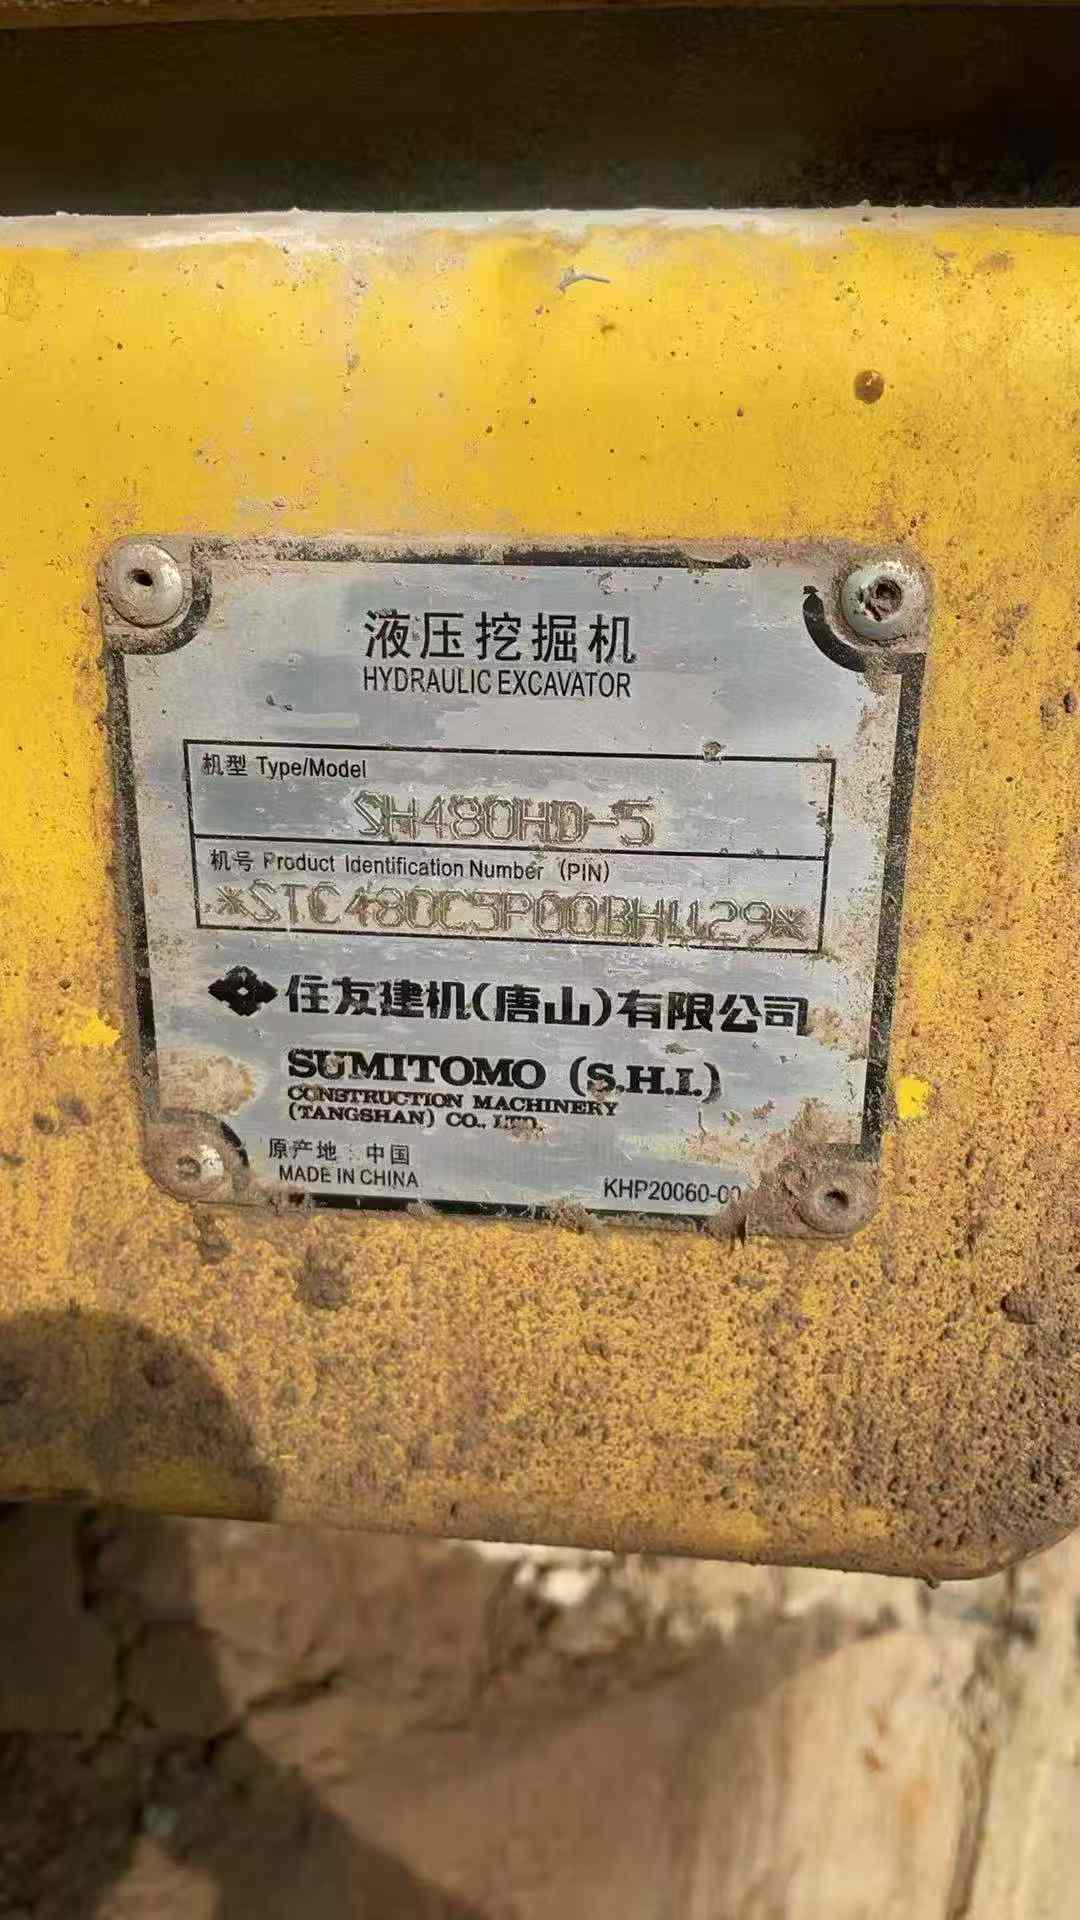 液压挖掘机
HYDRAULIC EXCAVATOR
机型 Type/Model
SH480HD-5
机号 Product Identification Number (PIN)
住友建机(唐山)有限公司
SUMITOMO (S.H.I.)
CONSTRUCTION MACHINERY
(TANGSHAN) CO., LTD.
原产地:中国
MADE IN CHINA
KHP20060-00